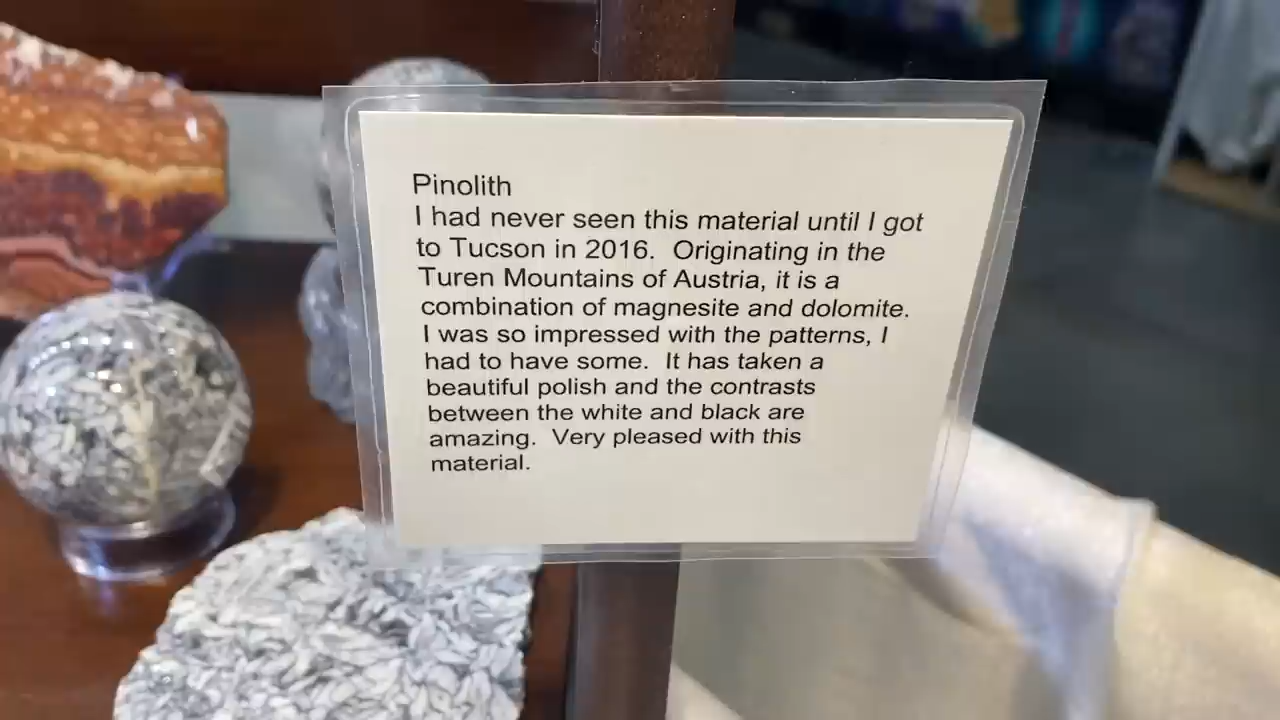 Pinolith
I had never seen this material until I got
to Tucson in 2016.  Originating in the
Turen Mountains of Austria, it is a
combination of magnesite and dolomite.
I was so impressed with the patterns, I
had to have some.  It has taken a
beautiful polish and the contrasts
between the white and black are
amazing.  Very pleased with this
material.